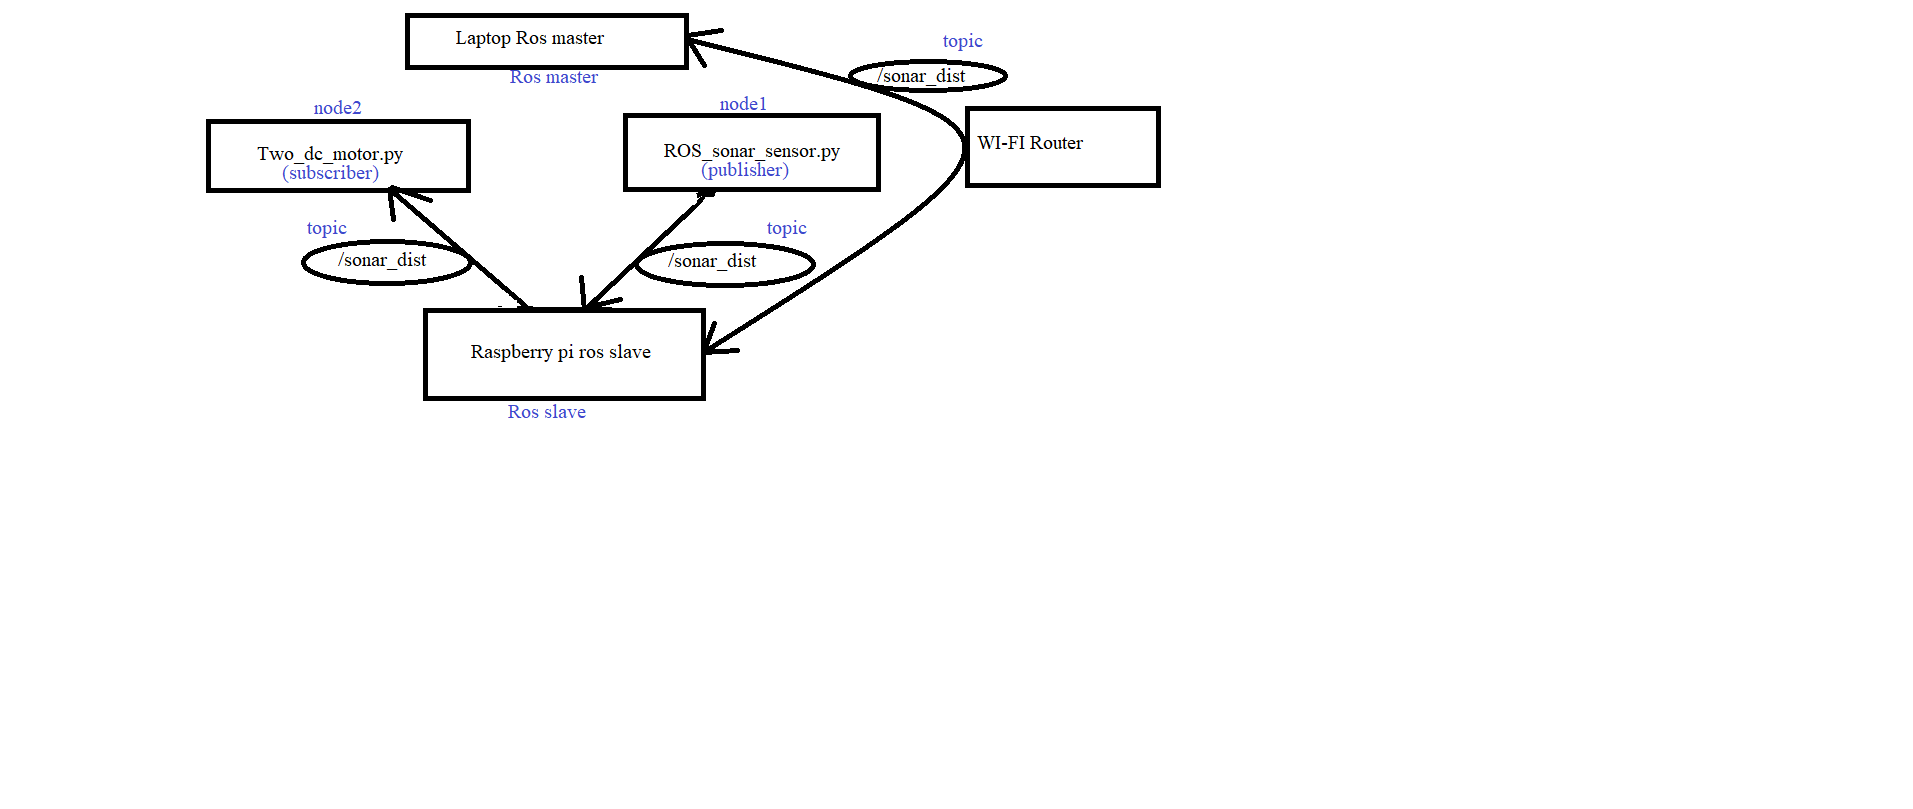 Laptop Ros master
Ros master
topic
/sonar_dist
node2
node1
WI-FI Router
Two_dc_motor.py
(subscriber)
ROS_sonar_sensor.py
(publisher)
topic
/sonar_dist
topic
/sonar_dist
Raspberry pi ros slave
Ros slave